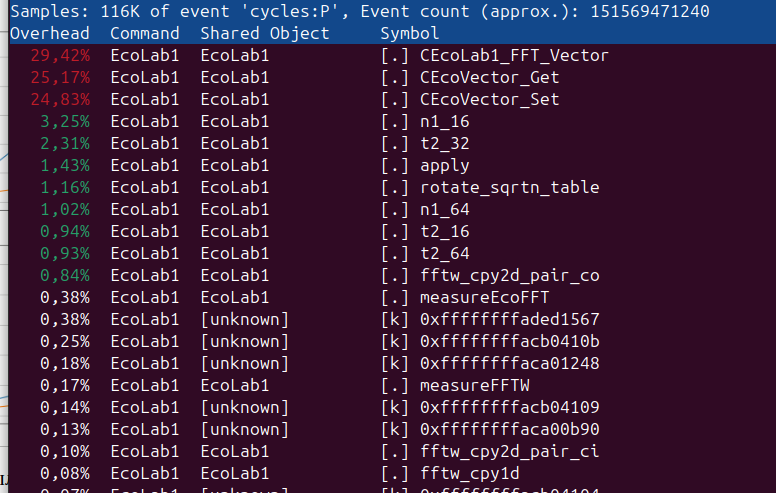 Samples: 116K of event 'cycles:P', Event count (approx.): 151569471240
Overhead Command Shared Object Symbol
29,42% EcoLab1 EcoLab1 [.] CEcoLab1_FFT_Vector
25,17% EcoLab1 EcoLab1 [.] CEcoVector_Get
24,83% EcoLab1 EcoLab1 [.] CEcoVector_Set
3,25% EcoLab1 EcoLab1 [.] n1_16
2,31% EcoLab1 EcoLab1 [.] t2_32
1,43% EcoLab1 EcoLab1 [.] apply
1,16% EcoLab1 EcoLab1 [.] rotate_sqrtn_table
1,02% EcoLab1 EcoLab1 [.] n1_64
0,94% EcoLab1 EcoLab1 [.] t2_16
0,93% EcoLab1 EcoLab1 [.] t2_64
0,84% EcoLab1 EcoLab1 [.] fftw_cpy2d_pair_co
0,38% EcoLab1 EcoLab1 [.] measureEcoFFT
0,38% EcoLab1 [unknown] [k] 0xffffffffaded1567
0,25% EcoLab1 [unknown] [k] 0xffffffffacb0410b
0,18% EcoLab1 [unknown] [k] 0xffffffffaca01248
0,17% EcoLab1 EcoLab1 [.] measureFFTW
0,14% EcoLab1 [unknown] [k] 0xffffffffacb04109
0,13% EcoLab1 [unknown] [k] 0xffffffffaca00b90
0,10% EcoLab1 EcoLab1 [.] fftw_cpy2d_pair_ci
0,08% EcoLab1 EcoLab1 [.] fftw_cpy1d
0,07% EcoLab1 [unknown] [k] 0xffffffffacb04104